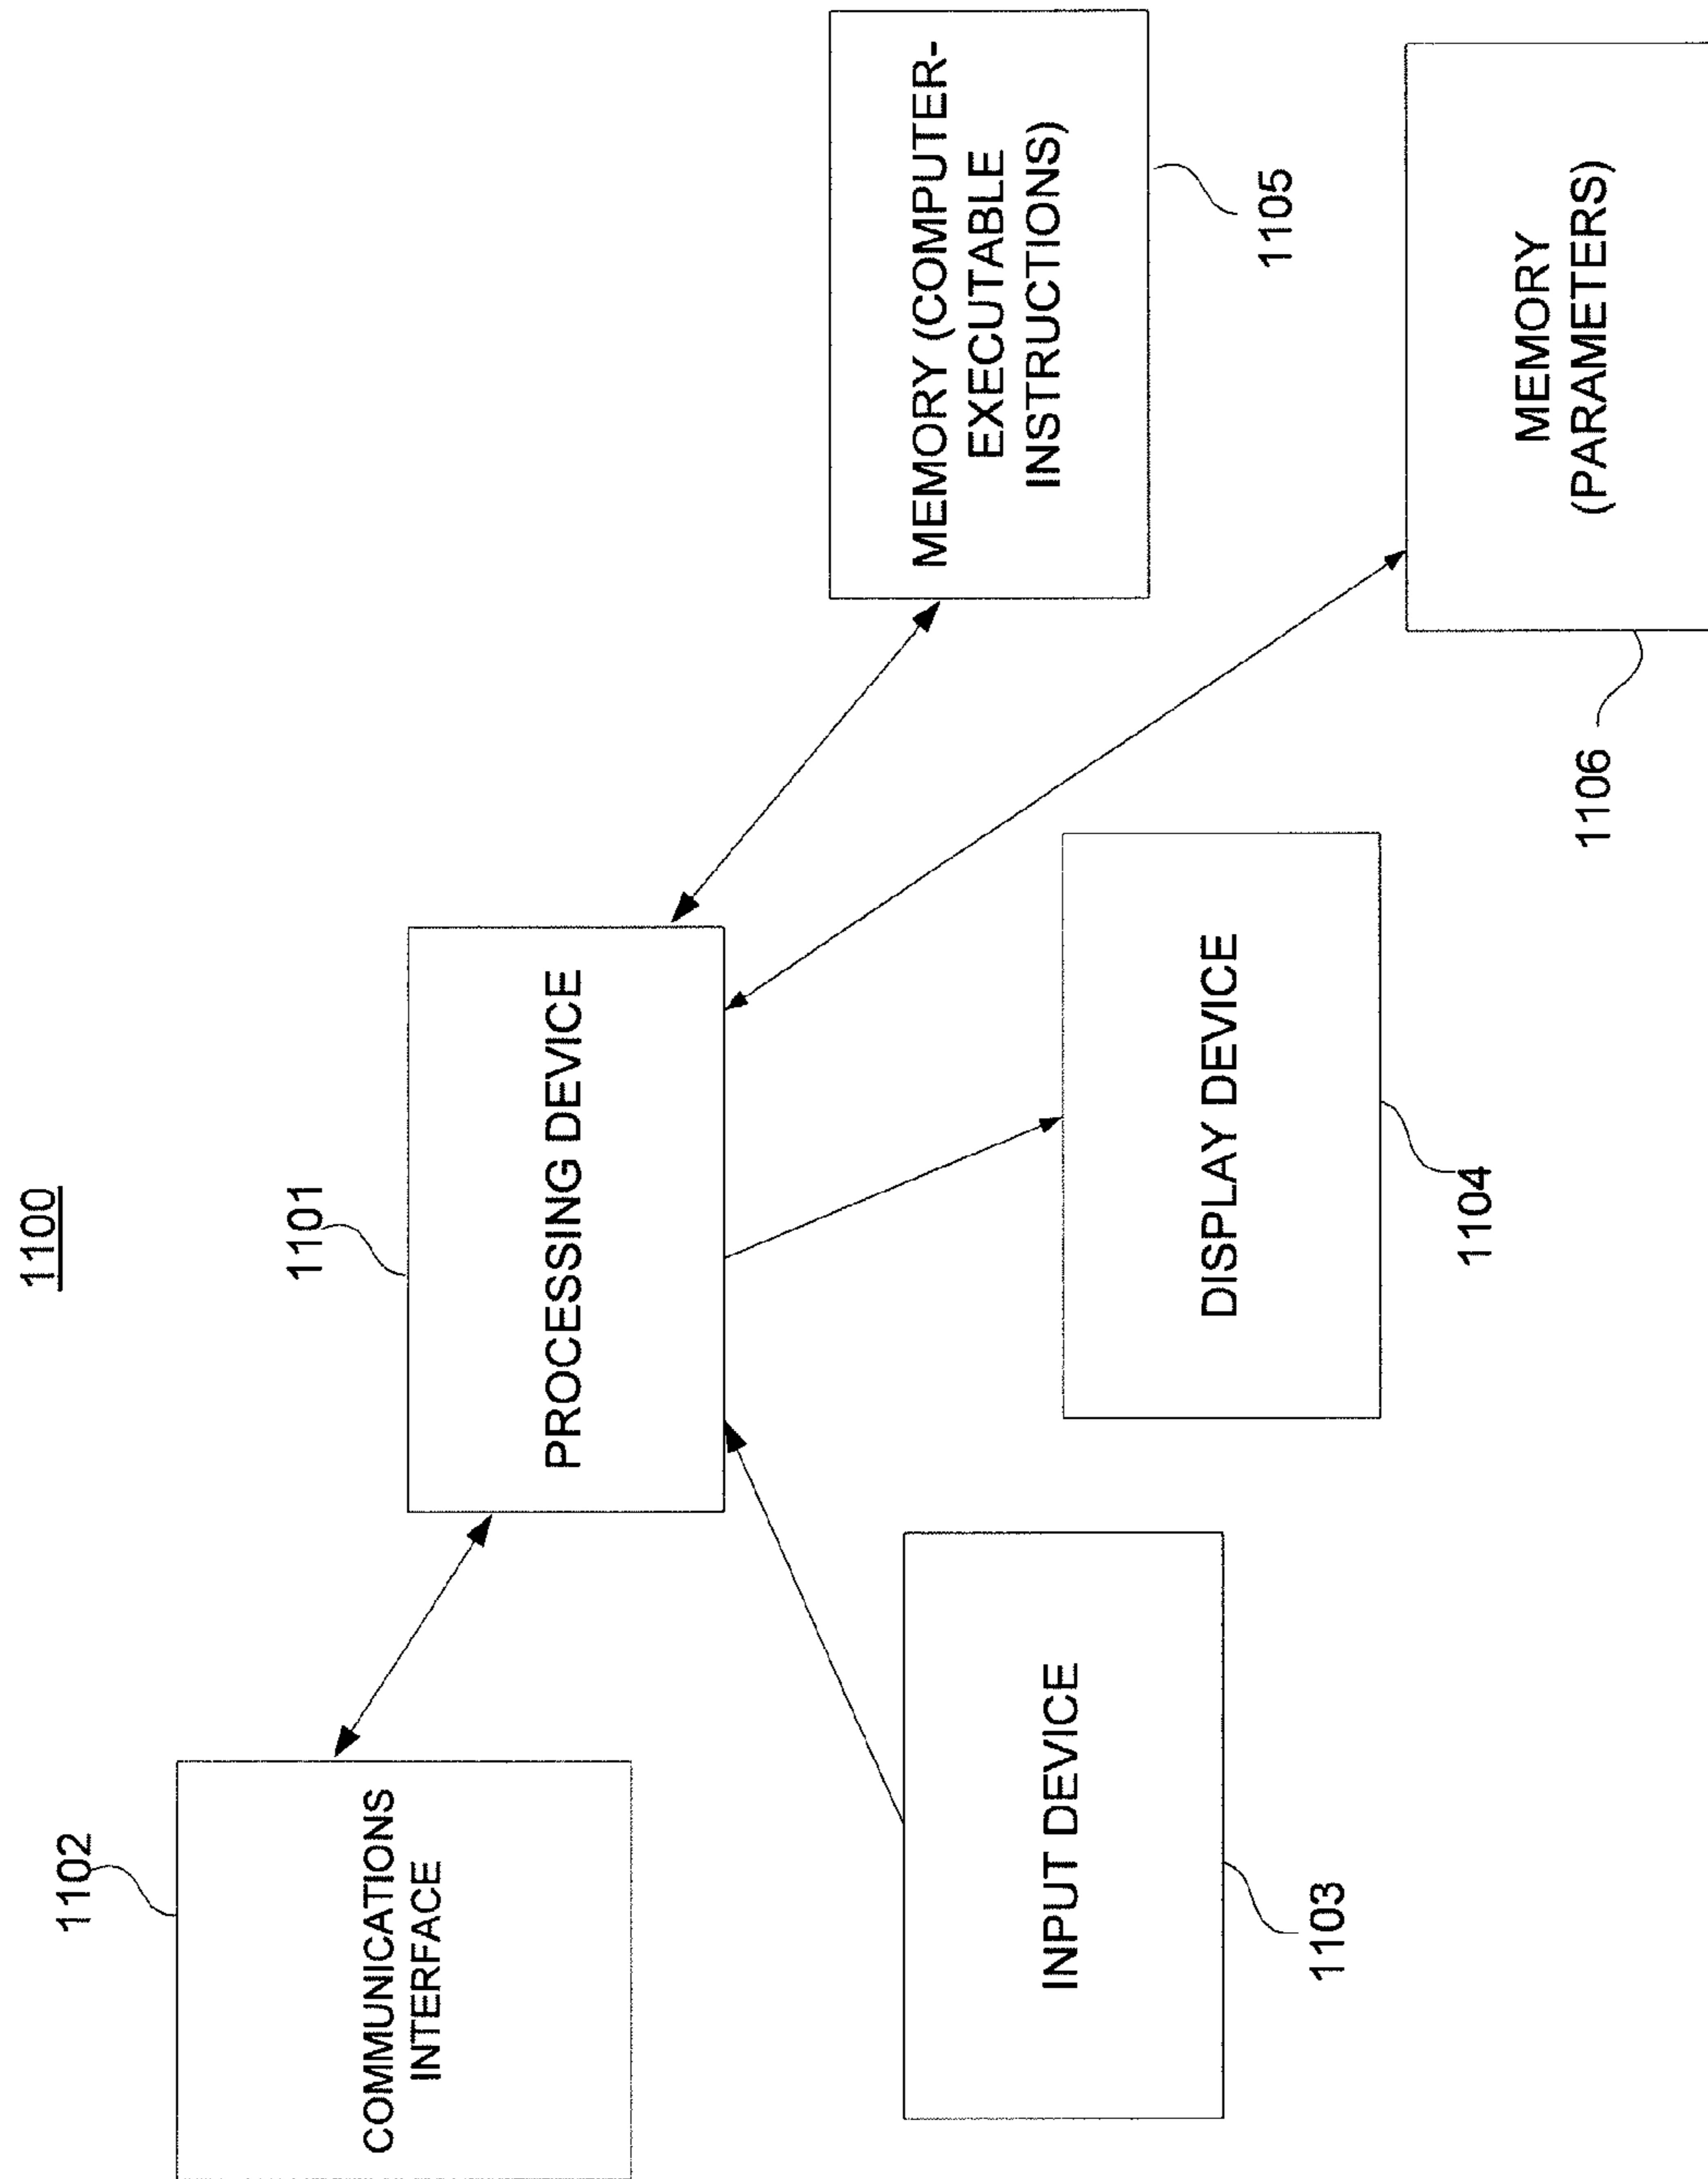 1100
1102
COMMUNICATIONS
INTERFACE
1101
PROCESSING DEVICE
MEMORY (COMPUTER-
EXECUTABLE
INSTRUCTIONS)
1105
INPUT DEVICE
1103
DISPLAY DEVICE
1104
MEMORY
(PARAMETERS)
1106